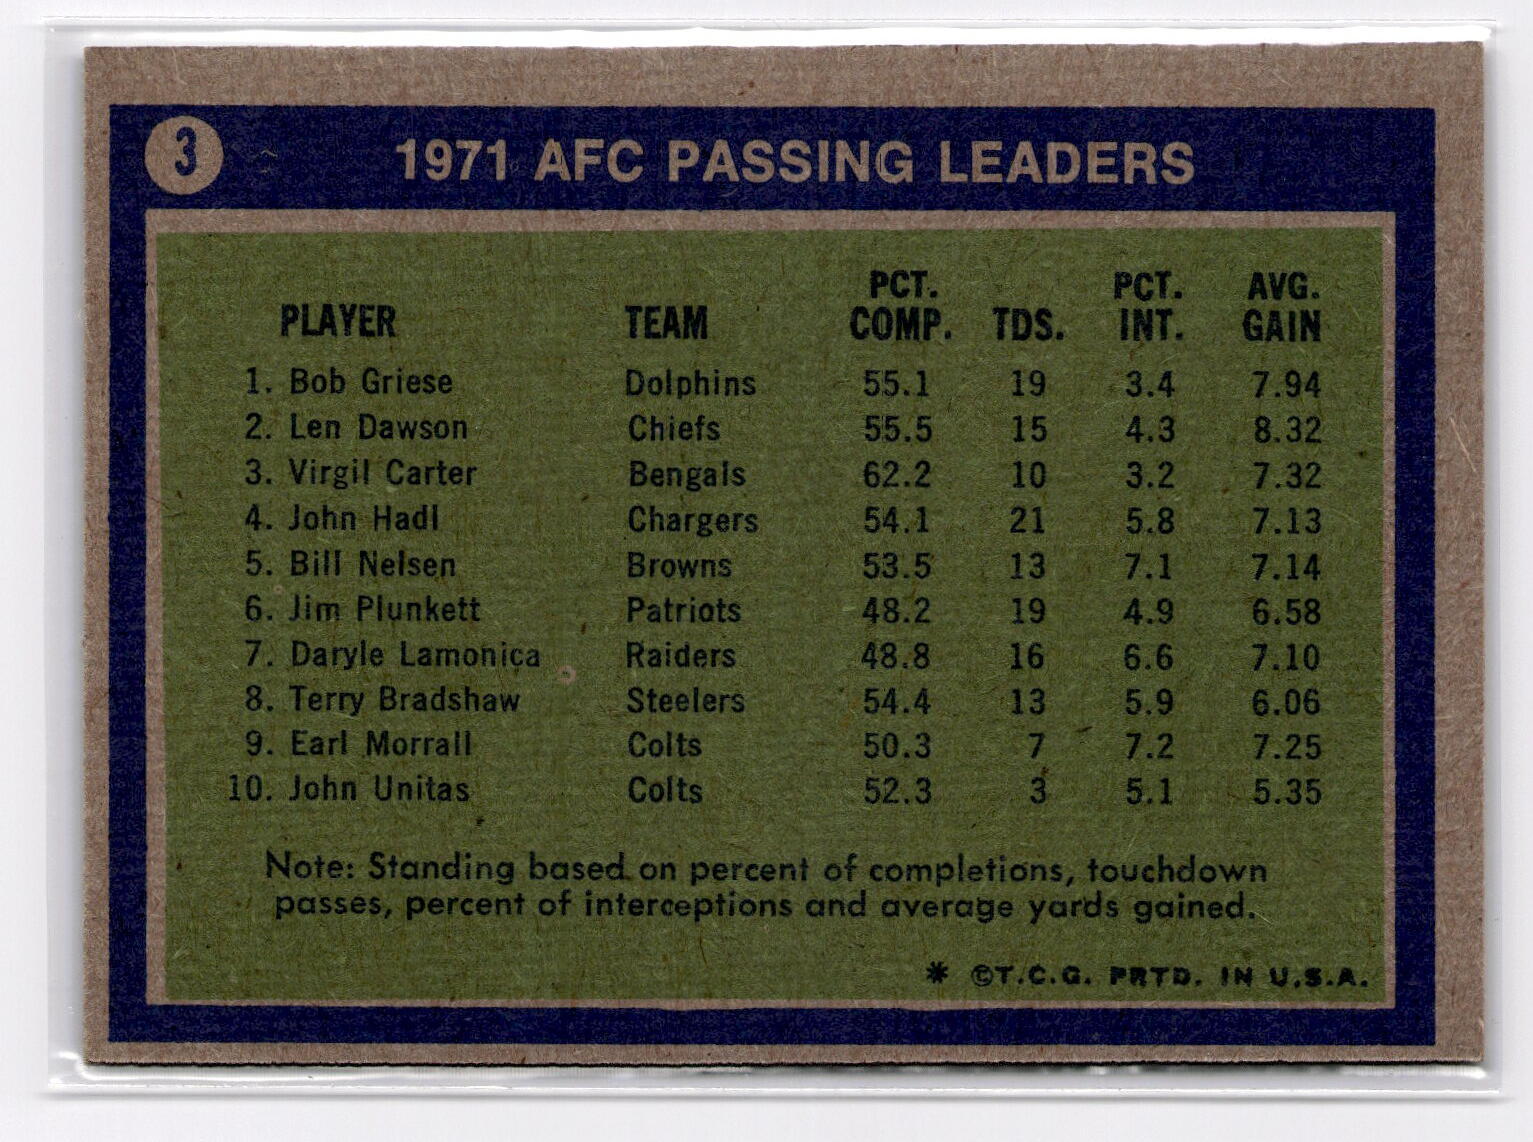 3
1971 AFC PASSING LEADERS
PCT. PCT. AVG.
PLAYER TEAM COMP. TDS. INT. GAIN
1. Bob Griese Dolphins 55.1 19 3.4 7.94
2. Len Dawson Chiefs 55.5 15 4.3 8.32
3. Virgil Carter Bengals 62.2 10 3.2 7.32
4. John Hadl Chargers 54.1 21 5.8 7.13
5. Bill Nelsen Browns 53.5 13 7.1 7.14
6. Jim Plunkett Patriots 48.2 19 4.9 6.58
7. Daryle Lamonica Raiders 48.8 16 6.6 7.10
8. Terry Bradshaw Steelers 54.4 13 5.9 6.06
9. Earl Morrall Colts 50.3 7 7.2 7.25
10. John Unitas Colts 52.3 3 5.1 5.35
Note: Standing based on percent of completions, touchdown
passes, percent of interceptions and average yards gained.
* ©T.C.G. PRTD. IN U.S.A.